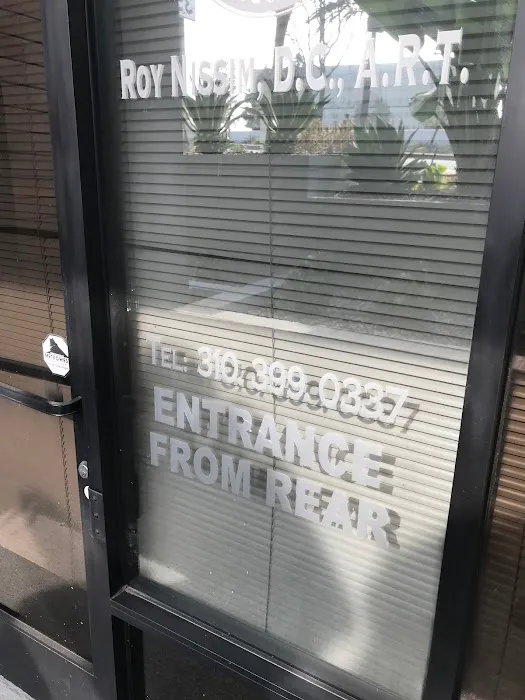 ROY NISSIM, D.C., A.R.T.
TEL: 310-399-0337
ENTRANCE
FROM REAR